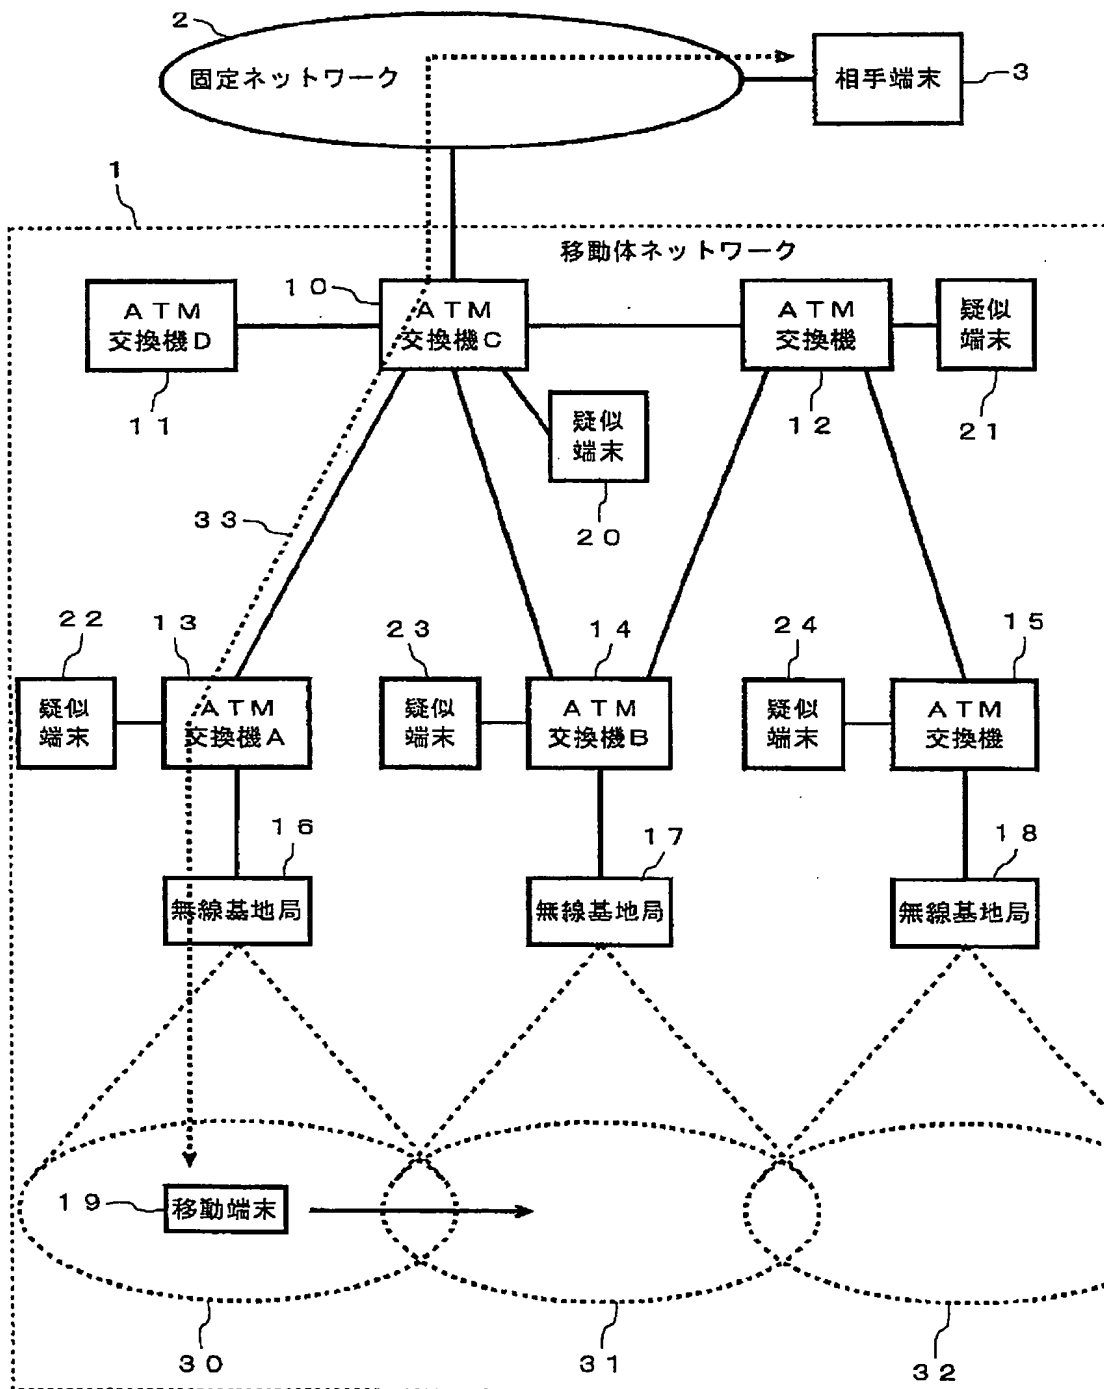 2
固定ネットワーク
相手端末
3
1
移動体ネットワーク
10
ATM
交換機D
ATM
交換機C
ATM
交換機
疑似
端末
11
疑似
端末
12
21
20
33
22
13
23
14
24
15
疑似
端末
ATM
交換機A
疑似
端末
ATM
交換機B
疑似
端末
ATM
交換機
16
17
18
無線基地局
無線基地局
無線基地局
19
移動端末
30
31
32